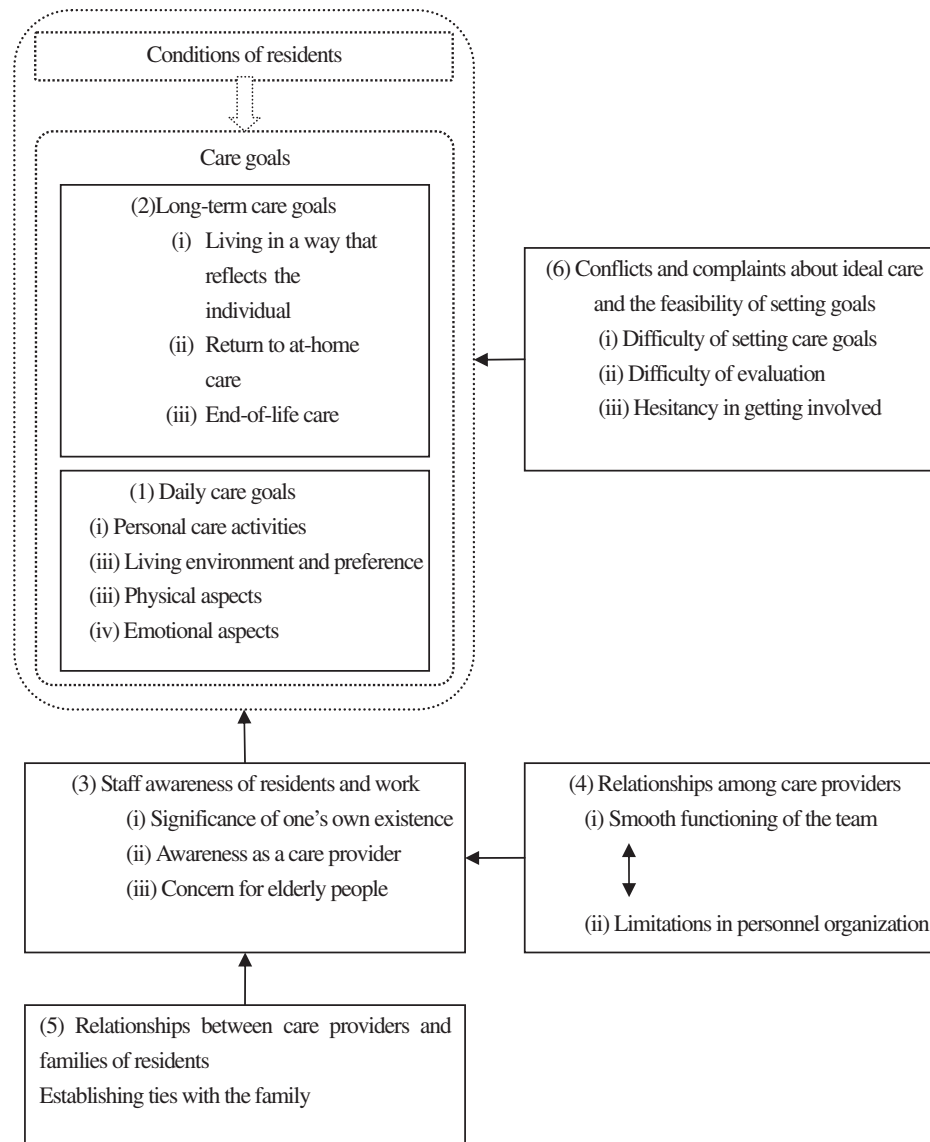 Conditions of residents
Care goals
(2)Long-term care goals
(i) Living in a way that
reflects the
individual
(ii) Return to at-home
care
(iii) End-of-life care
(1) Daily care goals
(i) Personal care activities
(iii) Living environment and preference
(iii) Physical aspects
(iv) Emotional aspects
(6) Conflicts and complaints about ideal care
and the feasibility of setting goals
(i) Difficulty of setting care goals
(ii) Difficulty of evaluation
(iii) Hesitancy in getting involved
(3) Staff awareness of residents and work
(i) Significance of one's own existence
(ii) Awareness as a care provider
(iii) Concern for elderly people
(4) Relationships among care providers
(i) Smooth functioning of the team
(ii) Limitations in personnel organization
(5) Relationships between care providers and
families of residents
Establishing ties with the family